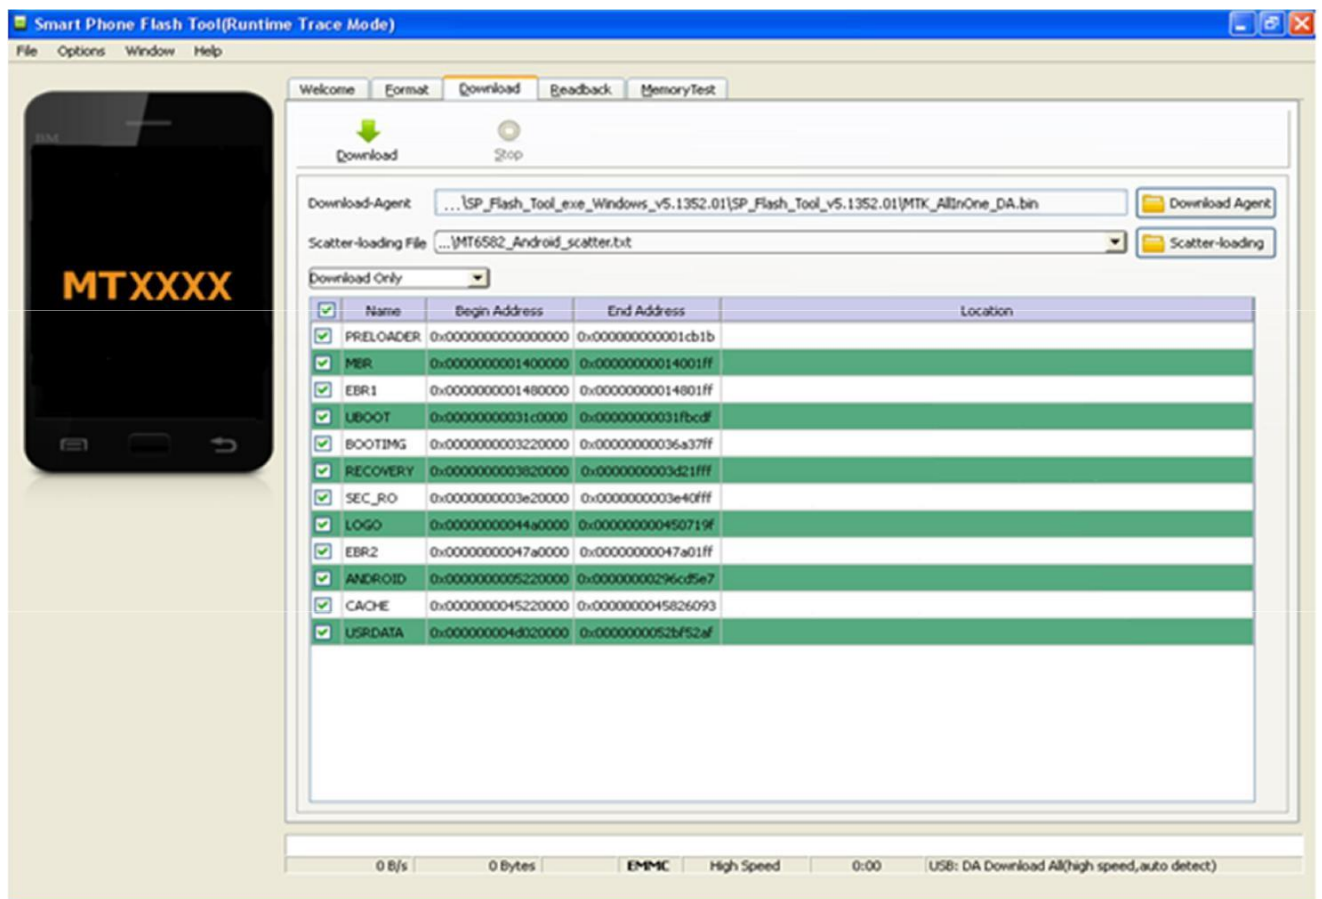 Smart Phone Flash Tool(Runtime Trace Mode)
File Options Window Help
Welcome Format Download Readback MemoryTest
BM
Download Stop
Download-Agent ...\SP_Flash_Tool_exe_Windows_v5.1352.01\SP_Flash_Tool_v5.1352.01\MTK_AllInOne_DA.bin Download Agent
Scatter-loading File ...\MT6582_Android_scatter.txt Scatter-loading
Download Only
MTXXXX
Name Begin Address End Address Location
PRELOADER 0x0000000000000000 0x000000000001cb1b
MBR 0x0000000001400000 0x00000000014001ff
EBR1 0x0000000001480000 0x00000000014801ff
UBOOT 0x00000000031c0000 0x00000000031fbcdf
BOOTIMG 0x0000000003220000 0x00000000036a37ff
RECOVERY 0x0000000003820000 0x0000000003d21fff
SEC_RO 0x0000000003e20000 0x0000000003e40fff
LOGO 0x00000000044a0000 0x000000000450719f
EBR2 0x00000000047a0000 0x00000000047a01ff
ANDROID 0x0000000005220000 0x00000000296cd5e7
CACHE 0x0000000045220000 0x0000000045826093
USRDATA 0x000000004d020000 0x0000000052bf52af
0 B/s 0 Bytes EMMC High Speed 0:00 USB: DA Download All(high speed,auto detect)